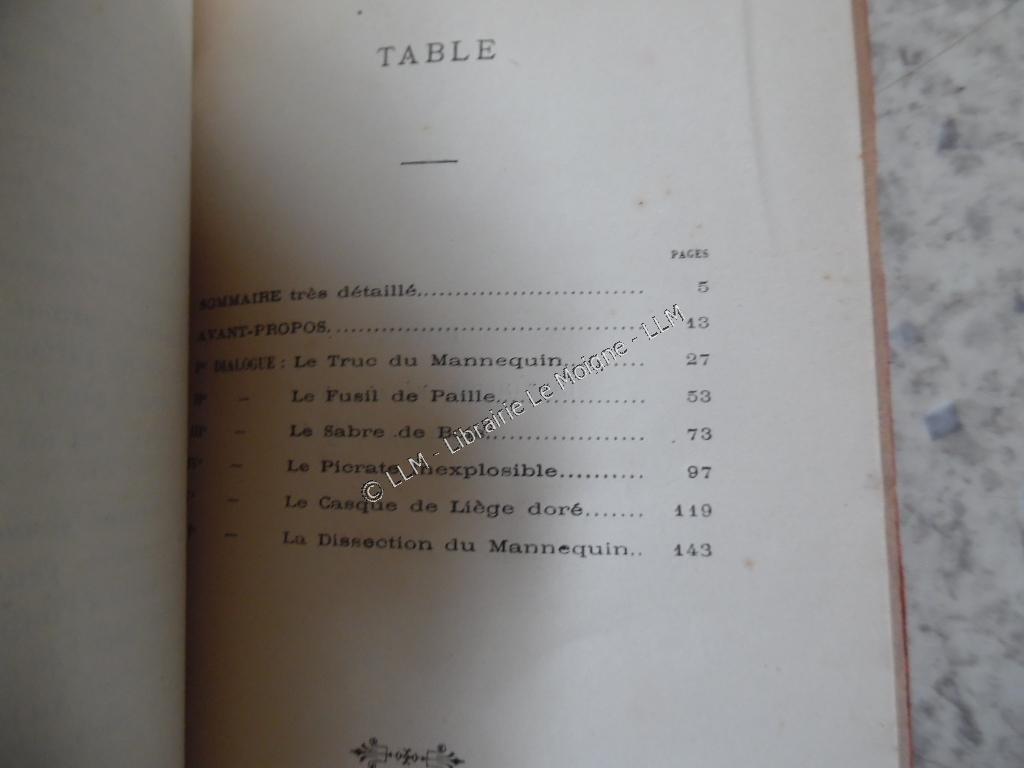 TABLE
PAGES
SOMMAIRE très détaillé.............................. 5
AVANT-PROPOS........................................ 13
DIALOGUE : Le Truc du Mannequin.......... 27
IIe – Le Fusil de Paille.................... 53
IIIe – Le Sabre de .................... 73
– Le Picrate inexplosible.......... 97
– Le Casque de Liège doré....... 119
– La Dissection du Mannequin.. 143
© LLM - Librairie Le Moigne - LLM